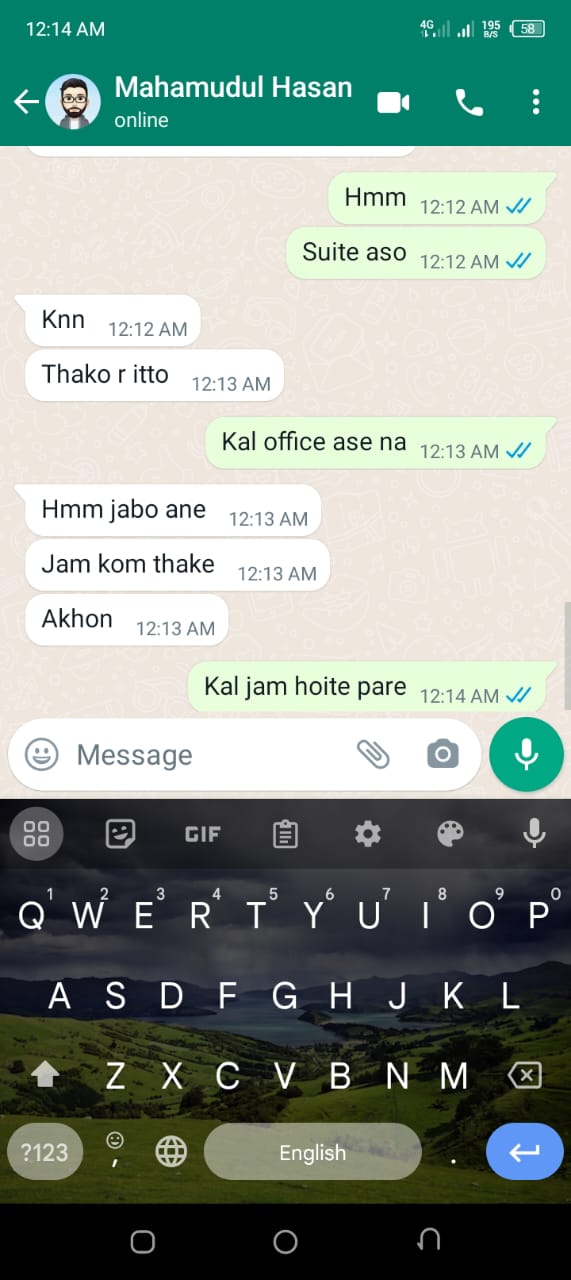 12:14 AM 4G 195 B/S 58
Mahamudul Hasan
online
Hmm 12:12 AM
Suite aso 12:12 AM
Knn 12:12 AM
Thako r itto 12:13 AM
Kal office ase na 12:13 AM
Hmm jabo ane 12:13 AM
Jam kom thake 12:13 AM
Akhon 12:13 AM
Kal jam hoite pare 12:14 AM
Message
GIF
1 2 3 4 5 6 7 8 9 0
Q W E R T Y U I O P
A S D F G H J K L
Z X C V B N M
?123 , English .